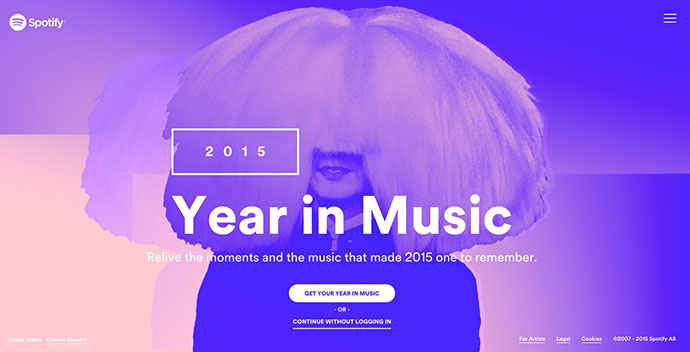 Spotify
2015
Year in Music
Relive the moments and the music that made 2015 one to remember.
GET YOUR YEAR IN MUSIC
- OR -
CONTINUE WITHOUT LOGGING IN
United States Choose Country
For Artists Legal Cookies ©2007 - 2015 Spotify AB